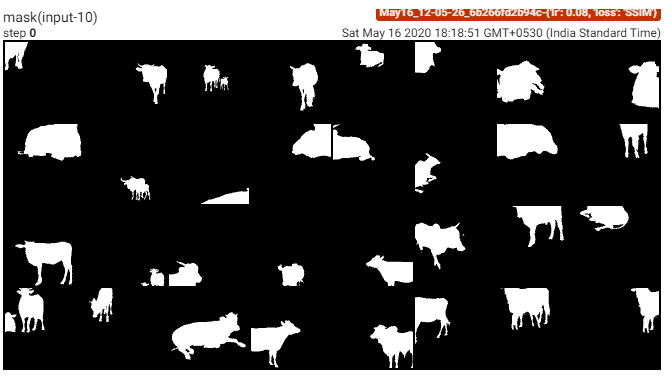 mask(input-10)
May16_12-05-26_6b266fd2b94c-{'lr': 0.08, 'loss': 'SSIM'}
step 0
Sat May 16 2020 18:18:51 GMT+0530 (India Standard Time)